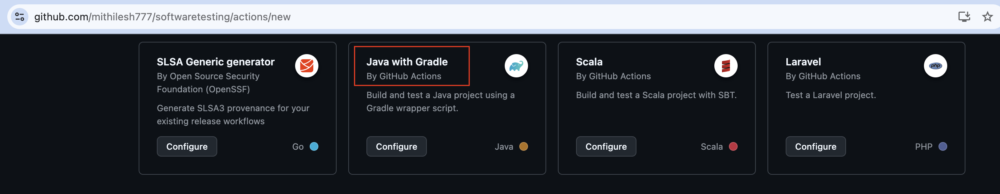 github.com/mithilesh777/softwaretesting/actions/new
SLSA Generic generator
By Open Source Security
Foundation (OpenSSF)
Generate SLSA3 provenance for your
existing release workflows
Configure
Go
Java with Gradle
By GitHub Actions
Build and test a Java project using a
Gradle wrapper script.
Configure
Java
Scala
By GitHub Actions
Build and test a Scala project with SBT.
Configure
Scala
Laravel
By GitHub Actions
Test a Laravel project.
Configure
PHP
php